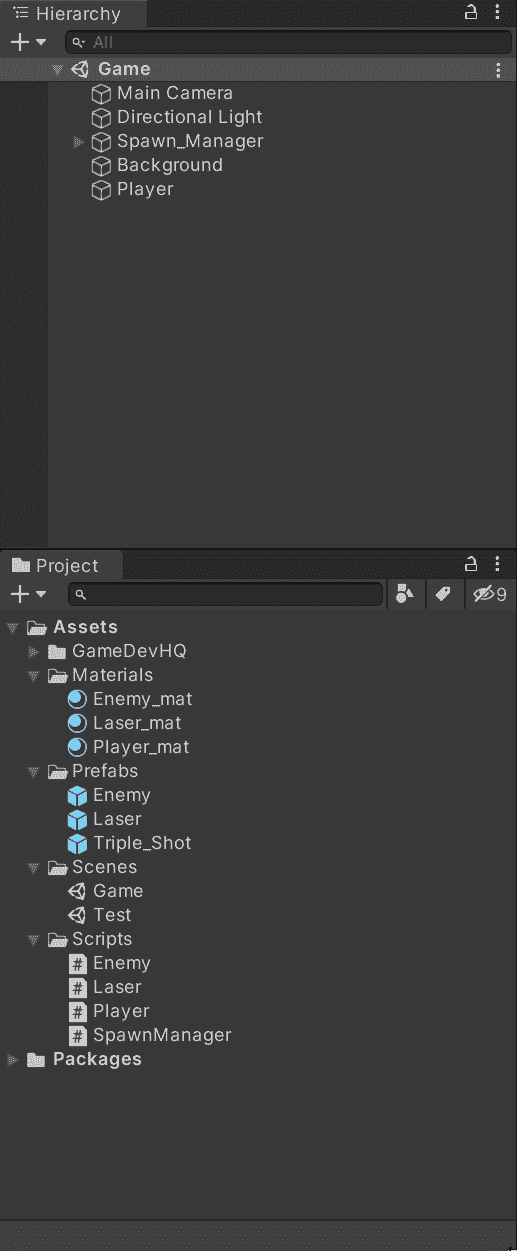 Hierarchy
All
Game
Main Camera
Directional Light
Spawn_Manager
Background
Player
Project
9
Assets
GameDevHQ
Materials
Enemy_mat
Laser_mat
Player_mat
Prefabs
Enemy
Laser
Triple_Shot
Scenes
Game
Test
Scripts
# Enemy
# Laser
# Player
# SpawnManager
Packages